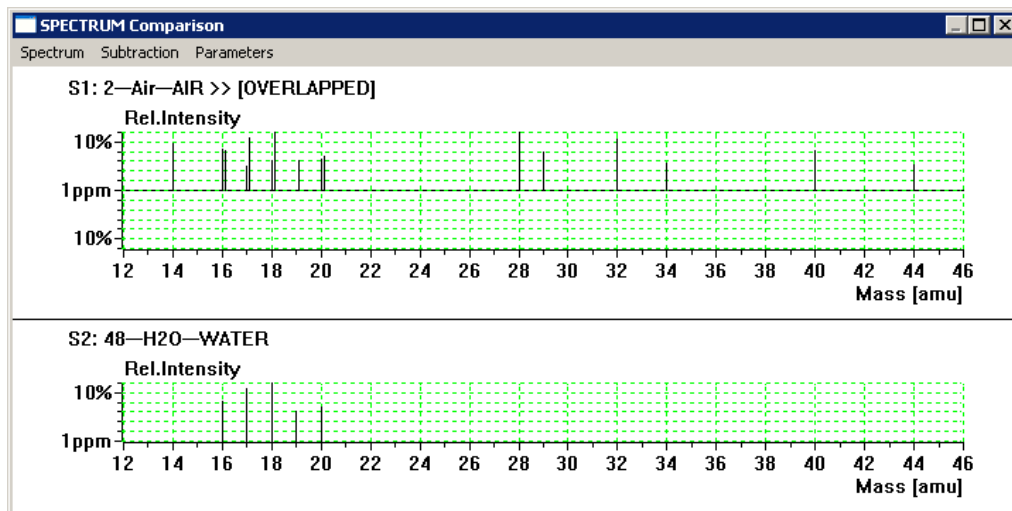 SPECTRUM Comparison
Spectrum Subtraction Parameters
S1: 2—Air—AIR >> [OVERLAPPED]
Rel.Intensity
10%
1ppm
10%
12 14 16 18 20 22 24 26 28 30 32 34 36 38 40 42 44 46
Mass [amu]
S2: 48—H2O—WATER
Rel.Intensity
10%
1ppm
12 14 16 18 20 22 24 26 28 30 32 34 36 38 40 42 44 46
Mass [amu]